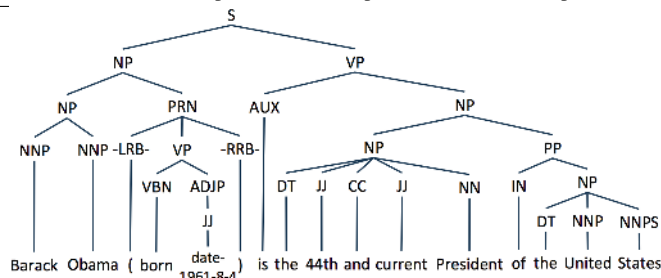 S
NP VP
NP PRN AUX NP
NNP NNP -LRB- VP -RRB- NP PP
VBN ADJP DT JJ CC JJ NN IN NP
JJ DT NNP NNPS
date-
Barack Obama ( born 1961-8-4 ) is the 44th and current President of the United States